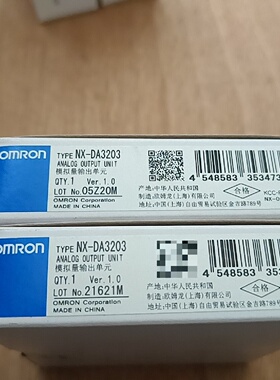 OMRON
TYPE NX-DA3203
ANALOG OUTPUT UNIT
模拟量输出单元
QTY.1 Ver.1.0
LOT No.05Z20M
OMRON Corporation
MADE IN CHINA
4 548583 353473
产地:中华人民共和国
制造商:欧姆龙(上海)有限公司
地址:中国(上海)自由贸易试验区金吉路789号
合格
KCC-
NX-
OMRON
TYPE NX-DA3203
ANALOG OUTPUT UNIT
模拟量输出单元
QTY.1 Ver.1.0
LOT No.21621M
OMRON Corporation
MADE IN CHINA
4 548583 353
产地:中华人民共和国
制造商:欧姆龙(上海)有限公司
地址:中国(上海)自由贸易试验区金吉路789号
合格